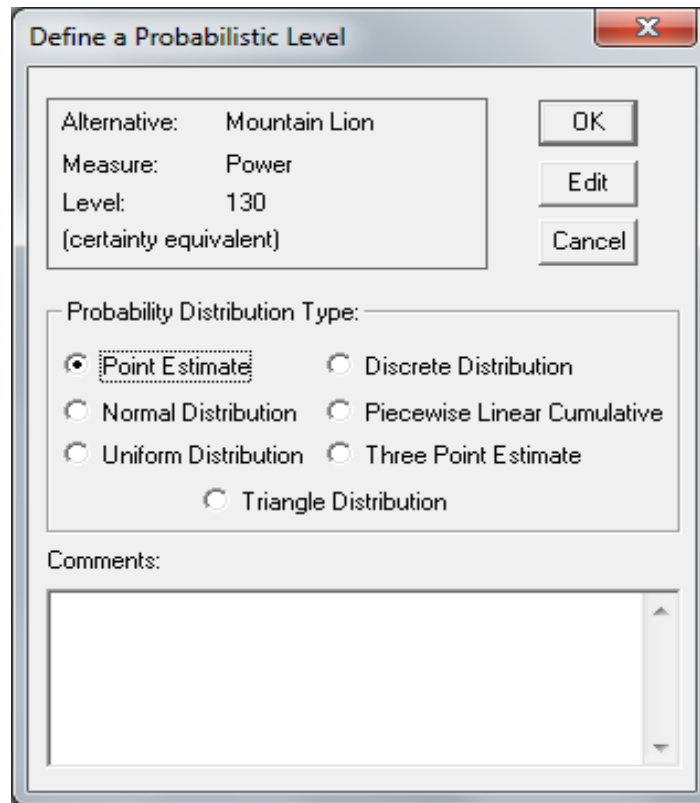 Define a Probabilistic Level
Alternative: Mountain Lion
OK
Measure: Power
Edit
Level: 130
(certainty equivalent)
Cancel
Probability Distribution Type:
Point Estimate
Discrete Distribution
Normal Distribution
Piecewise Linear Cumulative
Uniform Distribution
Three Point Estimate
Triangle Distribution
Comments: